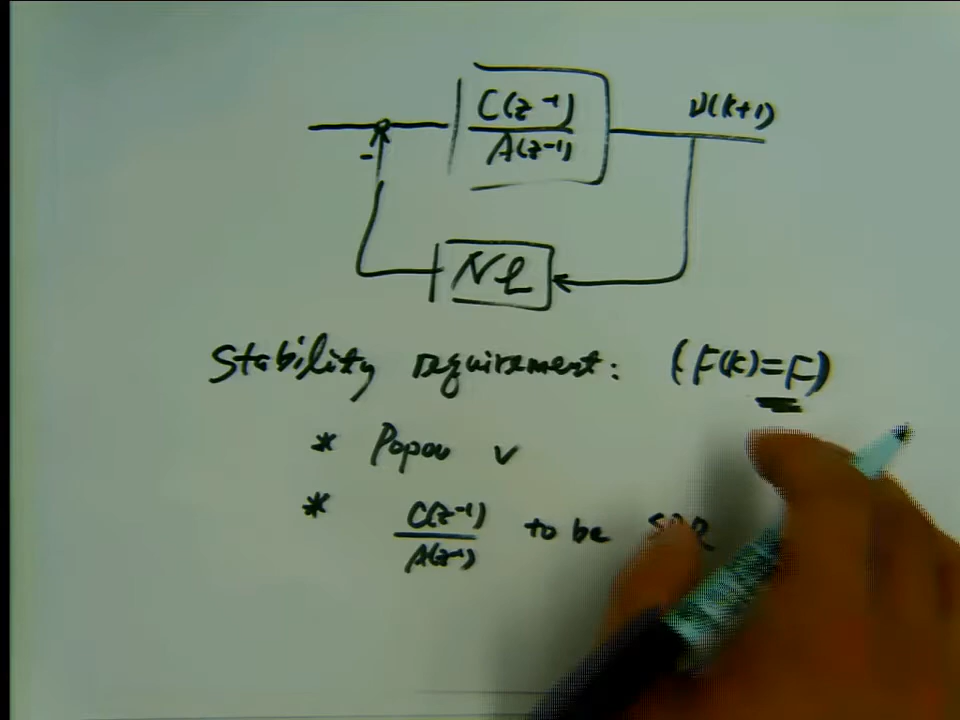 C(z⁻¹)
A(z⁻¹)
ν(k+1)
-
NL
Stability requirement: (F(k)=F)
* Popov v
* C(z⁻¹)
A(z⁻¹) to be